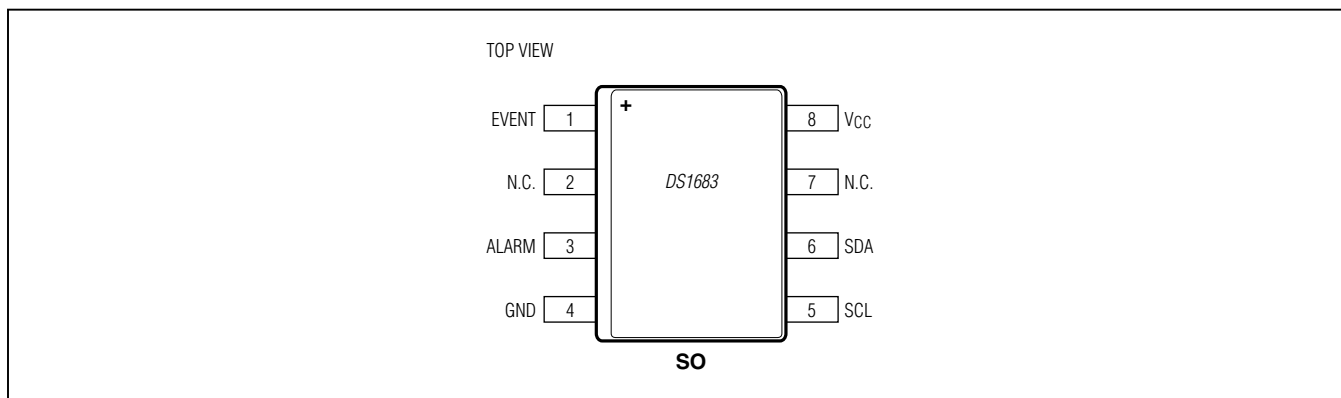 TOP VIEW
EVENT 1 + 8 VCC
N.C. 2 DS1683 7 N.C.
ALARM 3 6 SDA
GND 4 5 SCL
SO